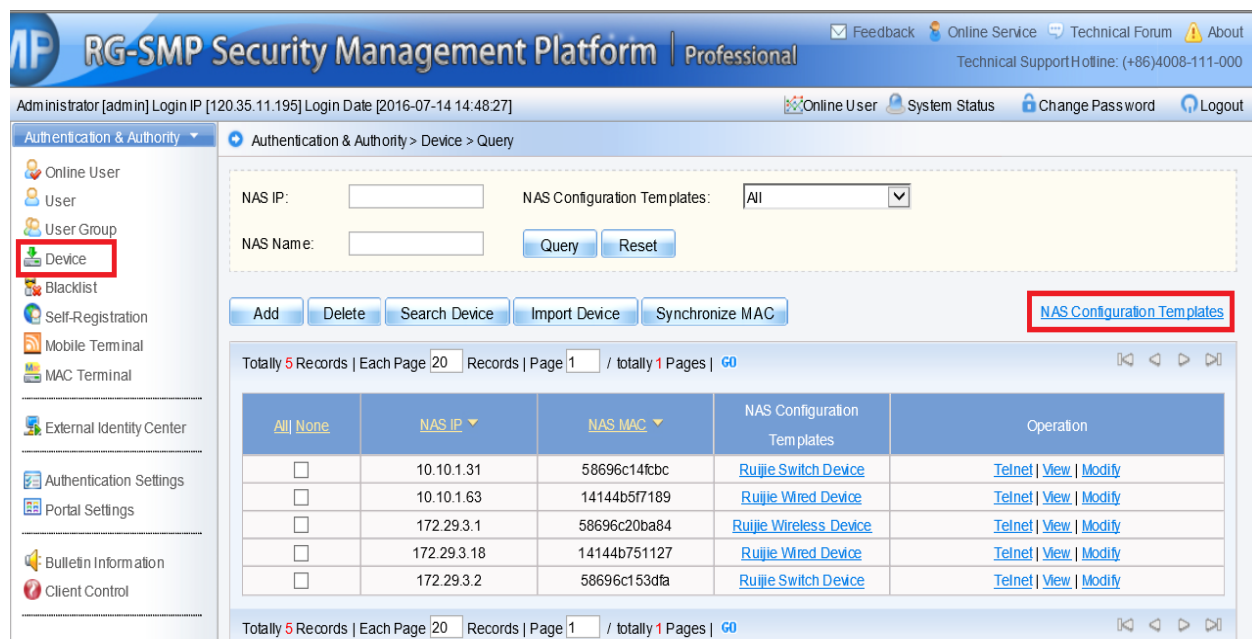 MP RG-SMP Security Management Platform | Professional
Feedback Online Service Technical Forum About
Technical Support Hotline: (+86)4008-111-000
Administrator [admin] Login IP [120.35.11.195] Login Date [2016-07-14 14:48:27] Online User System Status Change Password Logout
Authentication & Authority
Authentication & Authority > Device > Query
Online User
User
User Group
Device
Blacklist
Self-Registration
Mobile Terminal
MAC Terminal
External Identity Center
Authentication Settings
Portal Settings
Bulletin Information
Client Control
NAS IP: NAS Configuration Templates: All
NAS Name: Query Reset
Add Delete Search Device Import Device Synchronize MAC NAS Configuration Templates
Totally 5 Records | Each Page 20 Records | Page 1 / totally 1 Pages | GO
All| None NAS IP NAS MAC NAS Configuration Templates Operation
10.10.1.31 58696c14fcbc Ruijie Switch Device Telnet | View | Modify
10.10.1.63 14144b5f7189 Ruijie Wired Device Telnet | View | Modify
172.29.3.1 58696c20ba84 Ruijie Wireless Device Telnet | View | Modify
172.29.3.18 14144b751127 Ruijie Wired Device Telnet | View | Modify
172.29.3.2 58696c153dfa Ruijie Switch Device Telnet | View | Modify
Totally 5 Records | Each Page 20 Records | Page 1 / totally 1 Pages | GO